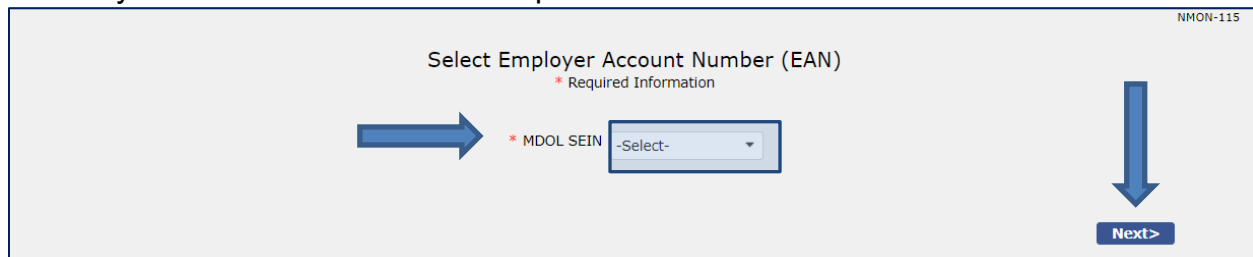 NMON-115
Select Employer Account Number (EAN)
* Required Information
* MDOL SEIN -Select-
Next>